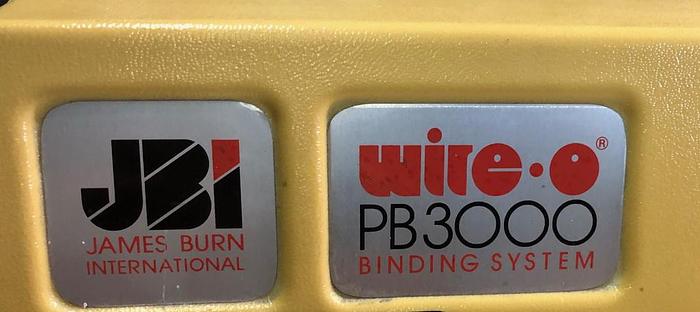 JBI
JAMES BURN
INTERNATIONAL
wire·o®
PB3000
BINDING SYSTEM